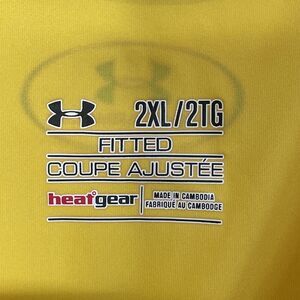 2XL/2TG
FITTED
COUPE AJUSTÉE
heatgear
MADE IN CAMBODIA
FABRIQUÉ AU CAMBODGE